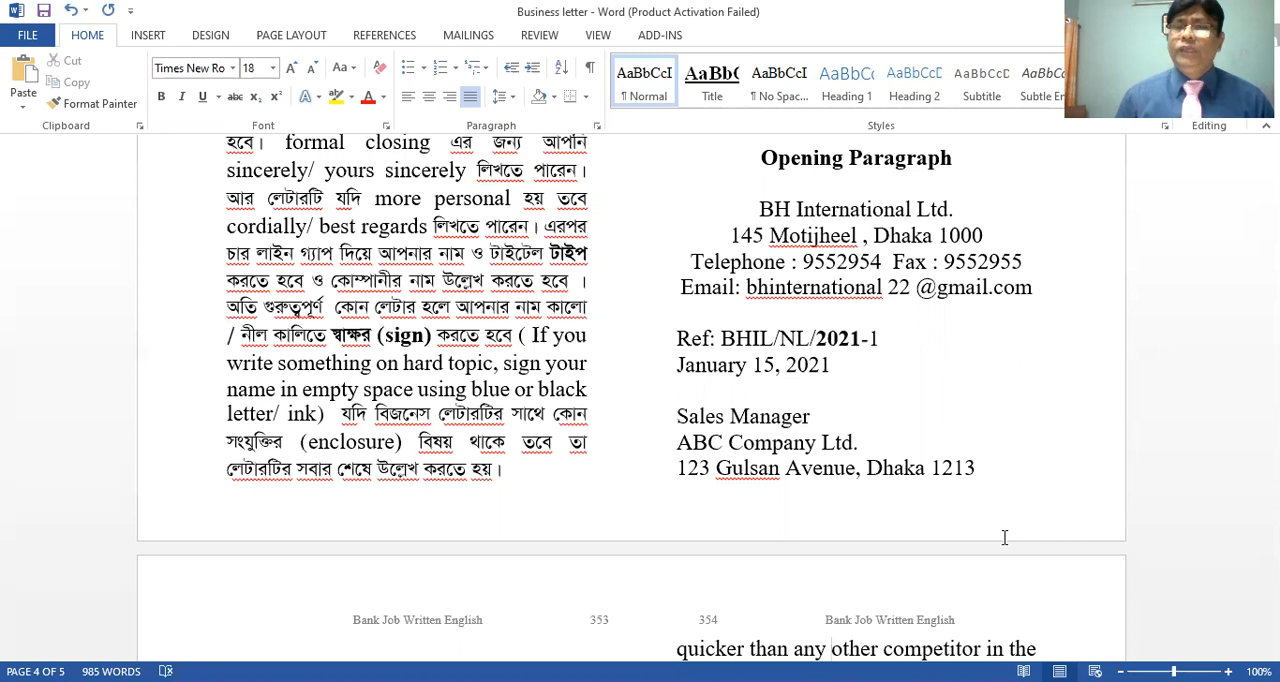 Business letter - Word (Product Activation Failed)
FILE HOME INSERT DESIGN PAGE LAYOUT REFERENCES MAILINGS REVIEW VIEW ADD-INS
Cut
Copy
Format Painter
Paste
Clipboard
Times New Ro 18
Font
Paragraph
AaBbCcI AaBb( AaBbCcI AaBbC AaBbCcE AaBbCcD AaBbCc
¶ Normal Title ¶ No Spac... Heading 1 Heading 2 Subtitle Subtle Em
Styles
Editing
হবে। formal closing এর জন্য আপনি
sincerely/ yours sincerely লিখতে পারেন।
আর লেটারটি যদি more personal হয় তবে
cordially/ best regards লিখতে পারেন। এরপর
চার লাইন গ্যাপ দিয়ে আপনার নাম ও টাইটেল টাইপ
করতে হবে ও কোম্পানীর নাম উল্লেখ করতে হবে ।
অতি গুরুত্বপূর্ণ কোন লেটার হলে আপনার নাম কালো
/ নীল কালিতে স্বাক্ষর (sign) করতে হবে ( If you
write something on hard topic, sign your
name in empty space using blue or black
letter/ ink) যদি বিজনেস লেটারটির সাথে কোন
সংযুক্তির (enclosure) বিষয় থাকে তবে তা
লেটারটির সবার শেষে উল্লেখ করতে হয়।
Opening Paragraph
BH International Ltd.
145 Motijheel , Dhaka 1000
Telephone : 9552954 Fax : 9552955
Email: bhinternational 22 @gmail.com
Ref: BHIL/NL/2021-1
January 15, 2021
Sales Manager
ABC Company Ltd.
123 Gulsan Avenue, Dhaka 1213
Bank Job Written English 353 354 Bank Job Written English
quicker than any other competitor in the
PAGE 4 OF 5 985 WORDS 100%